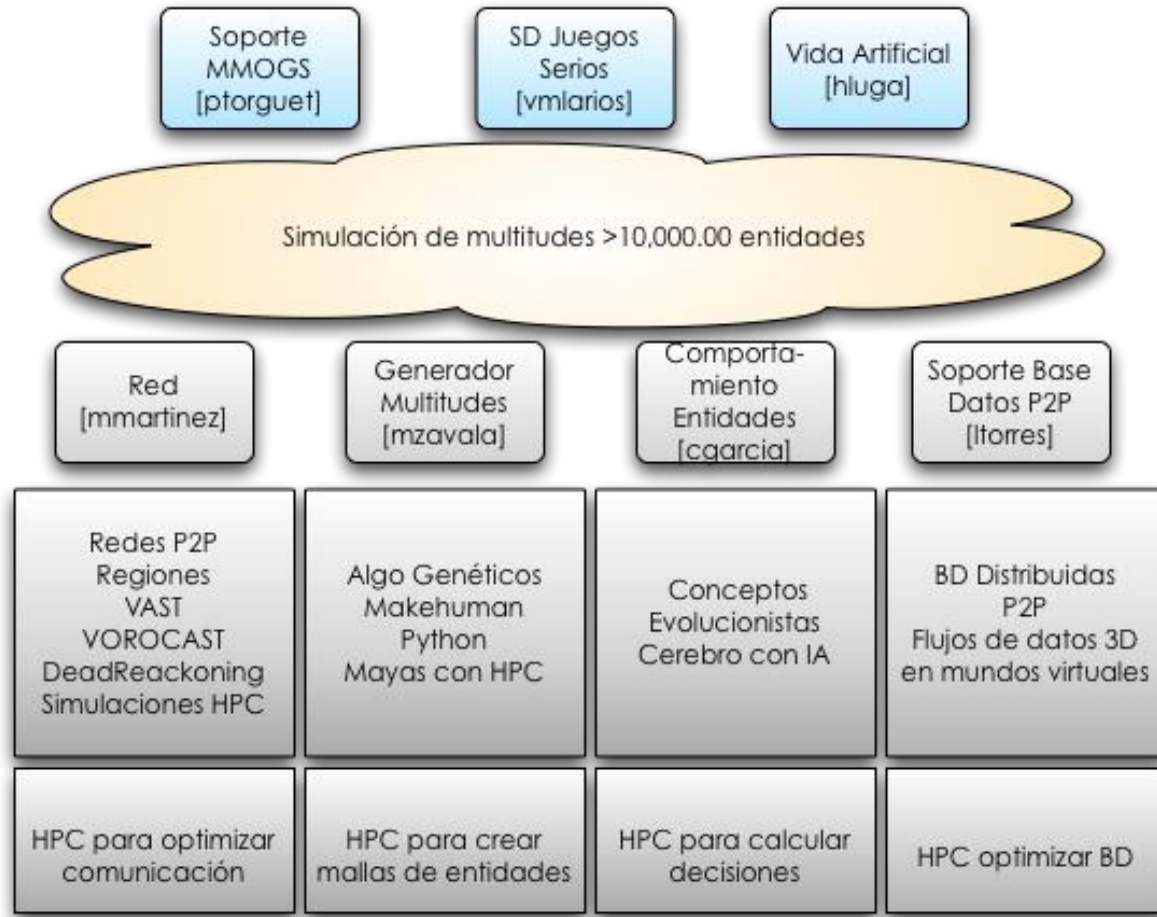 Soporte
MMOGS
[ptorguet]
SD Juegos
Serios
[vmlarios]
Vida Artificial
[hluga]
Simulación de multitudes >10,000.00 entidades
Red
[mmartinez]
Generador
Multitudes
[mzavala]
Comporta-
miento
Entidades
[cgarcia]
Soporte Base
Datos P2P
[ltorres]
Redes P2P
Regiones
VAST
VOROCAST
DeadReackoning
Simulaciones HPC
Algo Genéticos
Makehuman
Python
Mayas con HPC
Conceptos
Evolucionistas
Cerebro con IA
BD Distribuidas
P2P
Flujos de datos 3D
en mundos virtuales
HPC para optimizar
comunicación
HPC para crear
mallas de entidades
HPC para calcular
decisiones
HPC optimizar BD